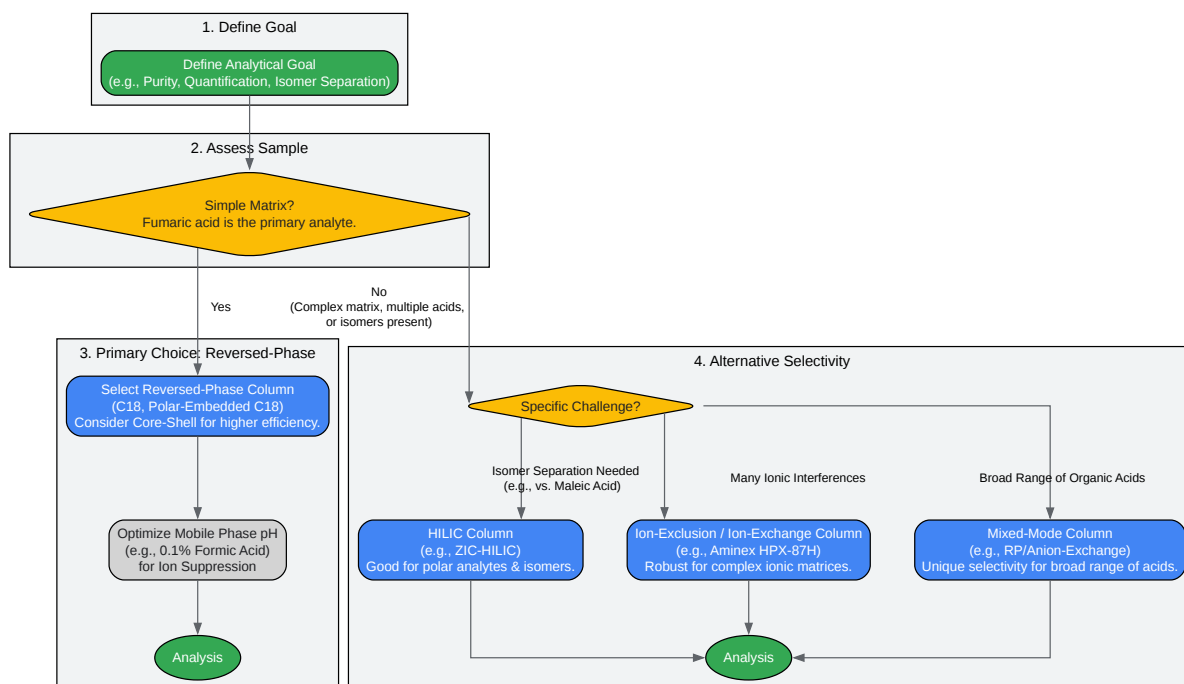 1. Define Goal
Define Analytical Goal
(e.g., Purity, Quantification, Isomer Separation)
2. Assess Sample
Simple Matrix?
Fumaric acid is the primary analyte.
Yes
No
(Complex matrix, multiple acids,
or isomers present)
3. Primary Choice: Reversed-Phase
Select Reversed-Phase Column
(C18, Polar-Embedded C18)
Consider Core-Shell for higher efficiency.
Optimize Mobile Phase pH
(e.g., 0.1% Formic Acid)
for Ion Suppression
Analysis
4. Alternative Selectivity
Specific Challenge?
Isomer Separation Needed
(e.g., vs. Maleic Acid)
Many Ionic Interferences
Broad Range of Organic Acids
HILIC Column
(e.g., ZIC-HILIC)
Good for polar analytes & isomers.
Ion-Exclusion / Ion-Exchange Column
(e.g., Aminex HPX-87H)
Robust for complex ionic matrices.
Mixed-Mode Column
(e.g., RP/Anion-Exchange)
Unique selectivity for broad range of acids.
Analysis